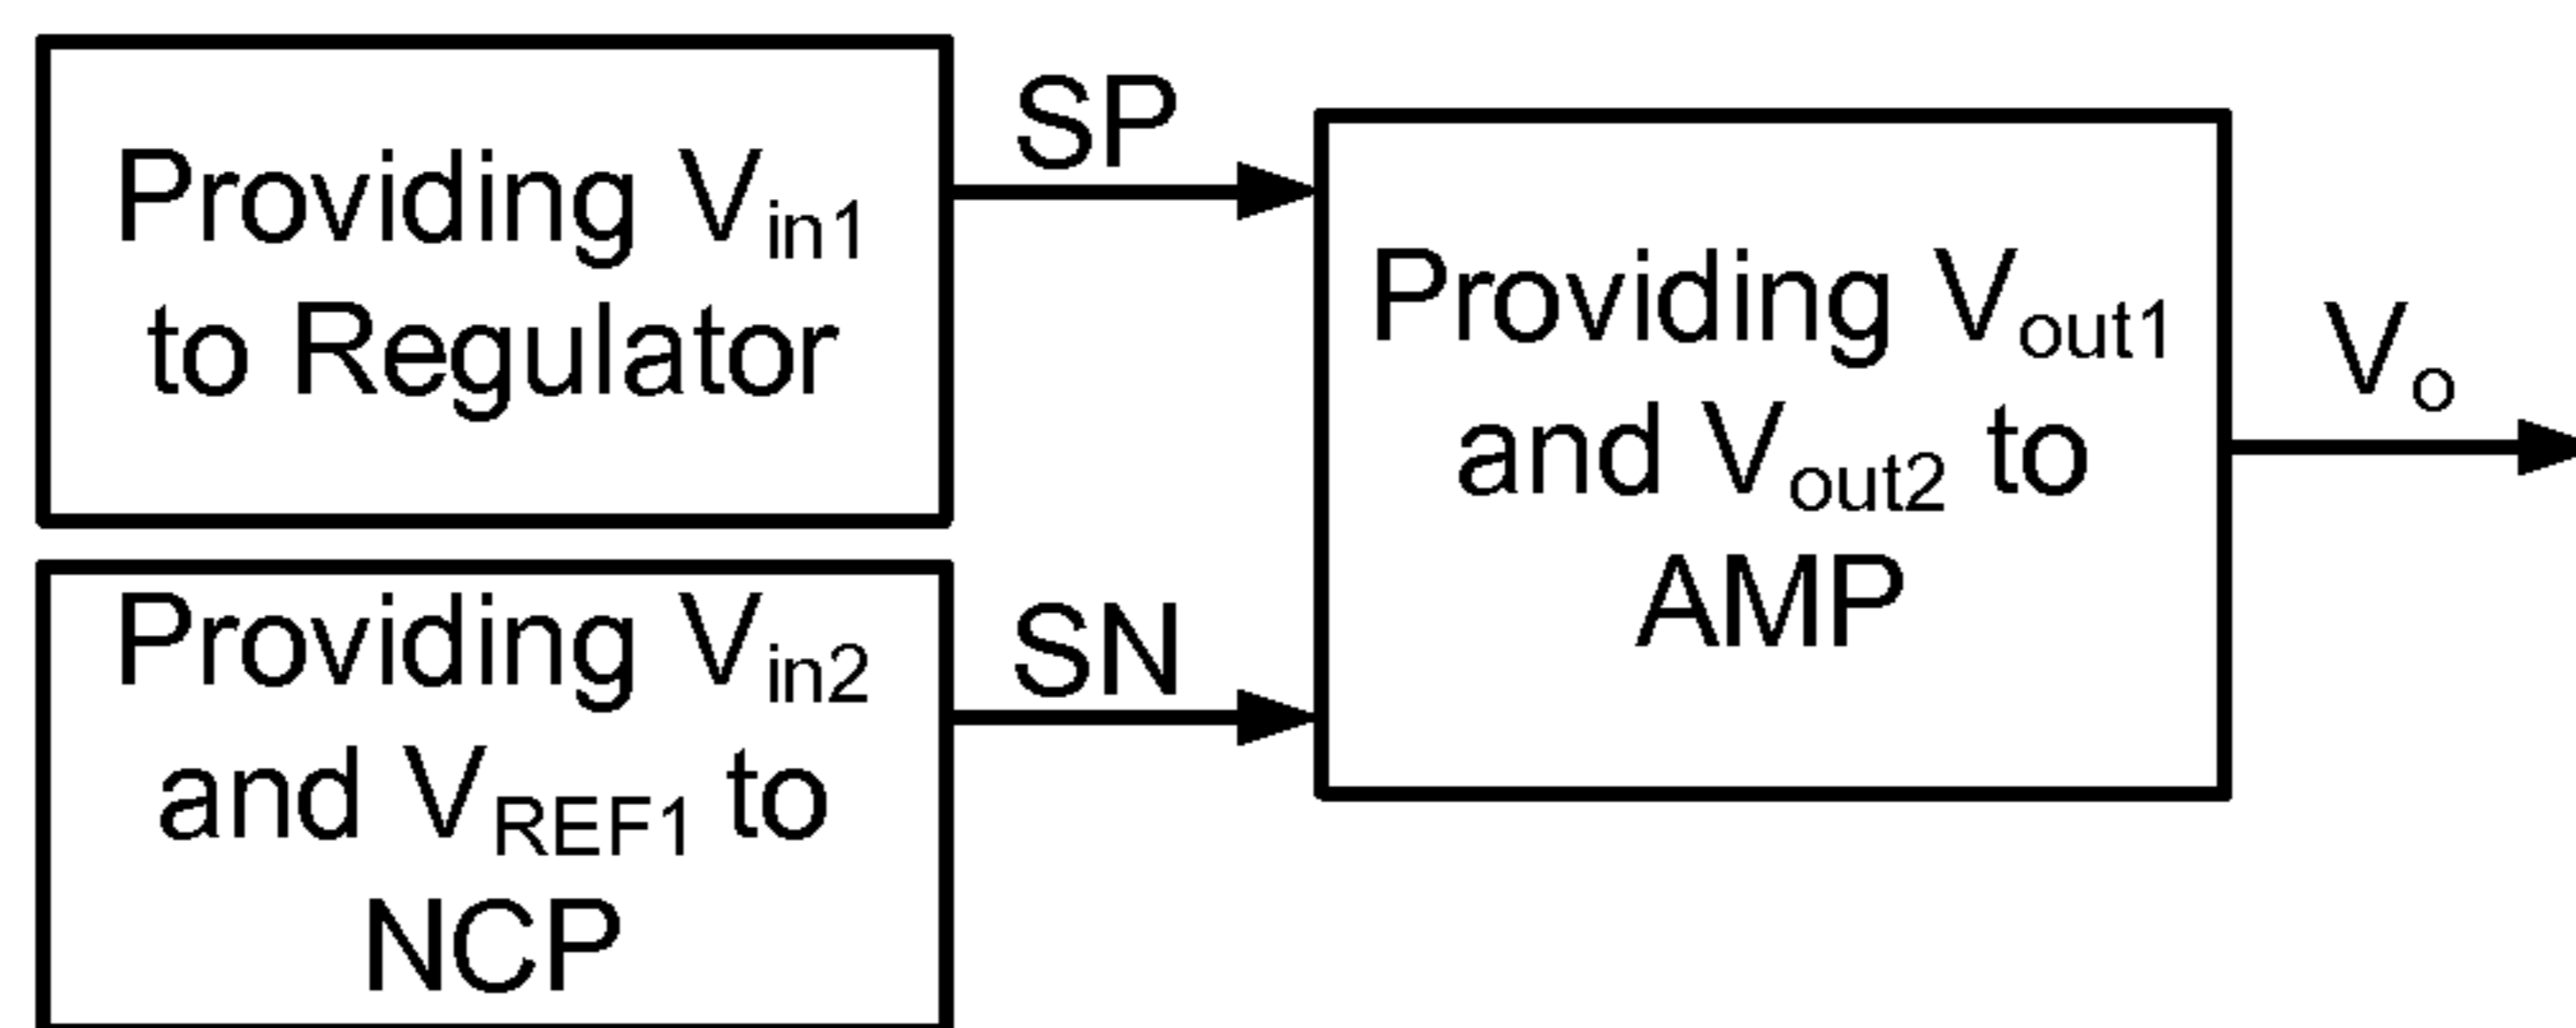 Providing Vin1
to Regulator
SP
Providing Vin2
and VREF1 to
NCP
SN
Providing Vout1
and Vout2 to
AMP
Vo